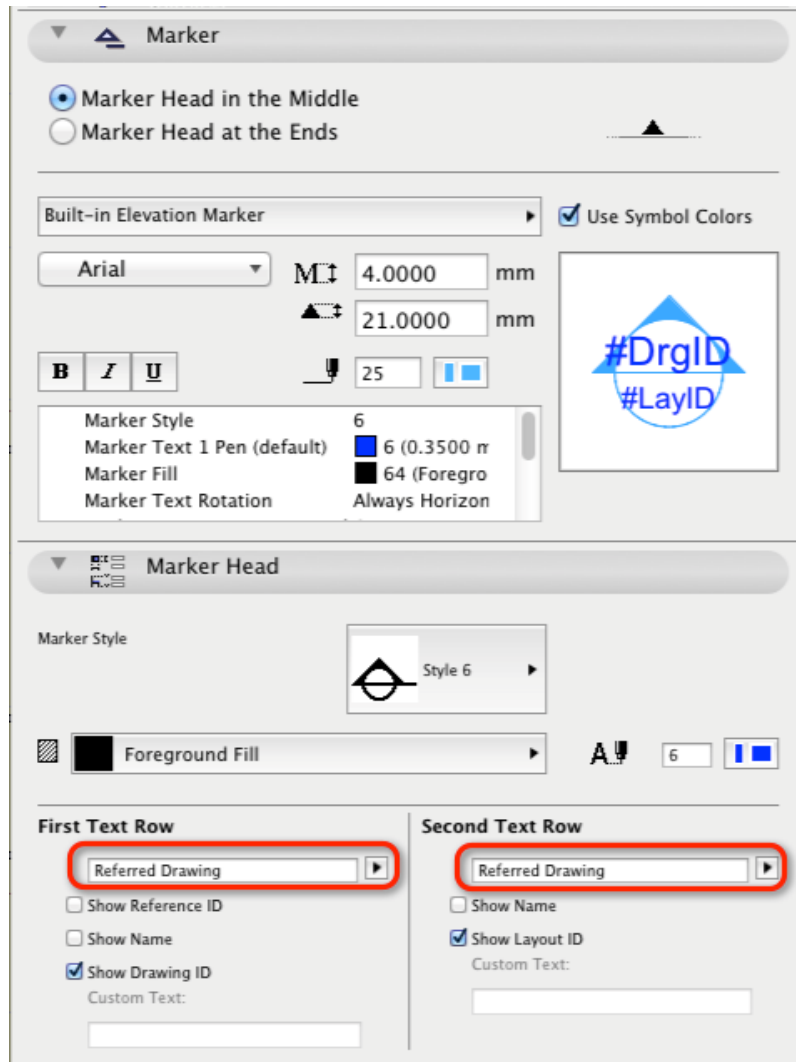 Marker
Marker Head in the Middle
Marker Head at the Ends
Built-in Elevation Marker
Use Symbol Colors
Arial
M
4.0000 mm
21.0000 mm
B I U
25
#DrgID
#LayID
Marker Style 6
Marker Text 1 Pen (default) 6 (0.3500 m
Marker Fill 64 (Foregro
Marker Text Rotation Always Horizon
Marker Head
Marker Style
Style 6
Foreground Fill
A
6
First Text Row
Referred Drawing
Show Reference ID
Show Name
Show Drawing ID
Custom Text:
Second Text Row
Referred Drawing
Show Name
Show Layout ID
Custom Text: